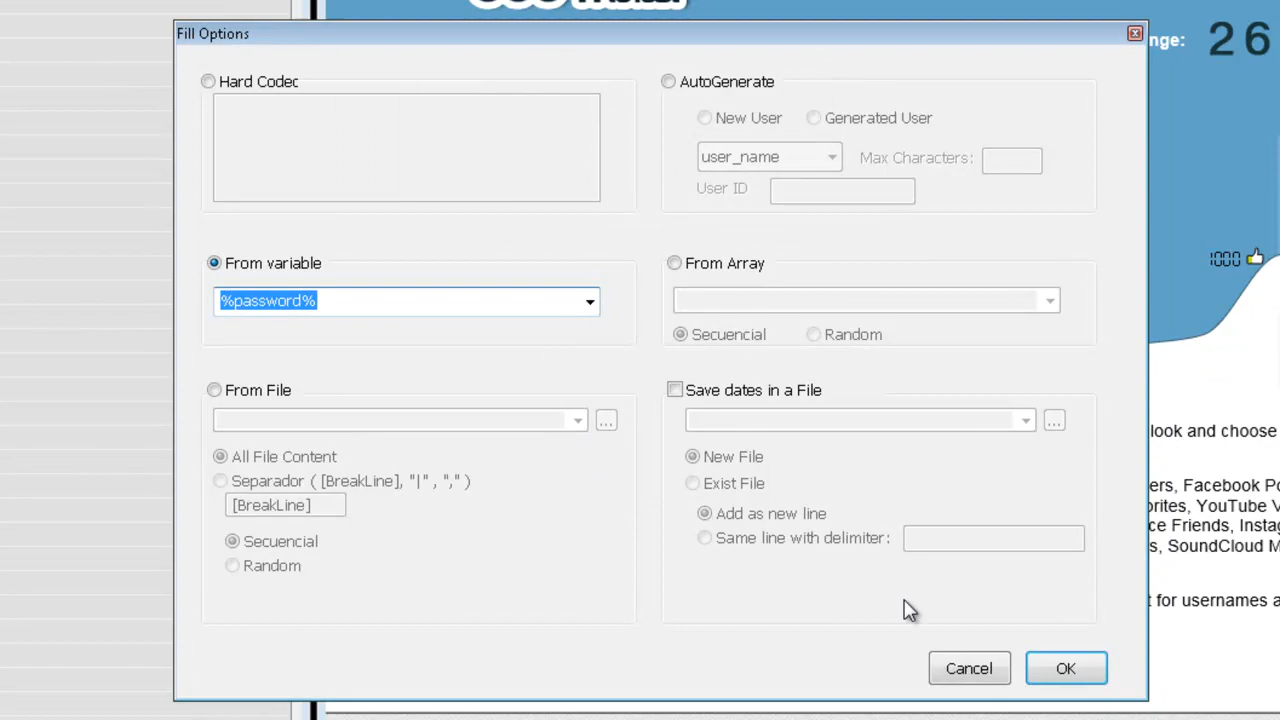 Fill Options
nge: 26
Hard Codec
AutoGenerate
New User Generated User
user_name Max Characters:
User ID
From variable
From Array
1000
%password%
Secuencial Random
From File
Save dates in a File
...
...
look and choose
All File Content
New File
Separador ( [BreakLine], "|" , "," )
Exist File
ers, Facebook Po
[BreakLine]
orites, YouTube V
Add as new line
ce Friends, Insta
Secuencial
Same line with delimiter:
s, SoundCloud M
Random
t for usernames a
Cancel OK